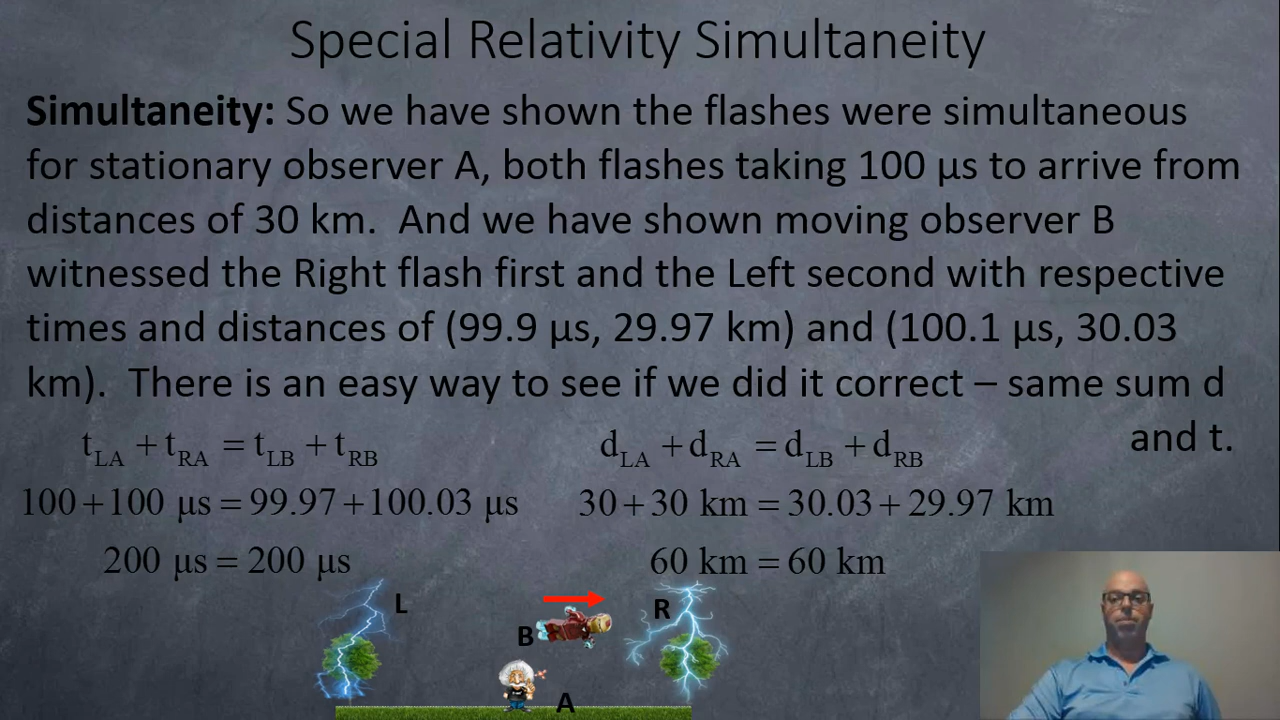 Special Relativity Simultaneity
Simultaneity: So we have shown the flashes were simultaneous
for stationary observer A, both flashes taking 100 µs to arrive from
distances of 30 km.  And we have shown moving observer B
witnessed the Right flash first and the Left second with respective
times and distances of (99.9 µs, 29.97 km) and (100.1 µs, 30.03
km).  There is an easy way to see if we did it correct – same sum d
and t.
t_LA + t_RA = t_LB + t_RB
100+100 µs = 99.97+100.03 µs
200 µs = 200 µs
d_LA + d_RA = d_LB + d_RB
30+30 km = 30.03+29.97 km
60 km = 60 km
L
R
B
A